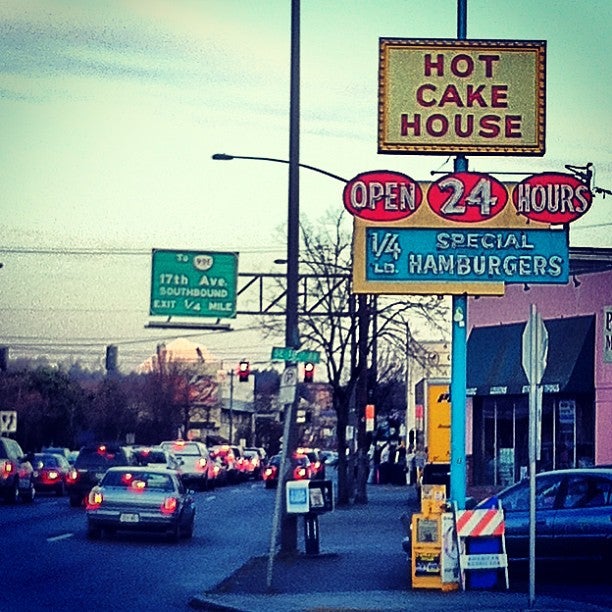 HOT
CAKE
HOUSE
OPEN 24 HOURS
1/4 LB. SPECIAL
HAMBURGERS
TO 99E
17th Ave
SOUTHBOUND
EXIT 1/4 MILE